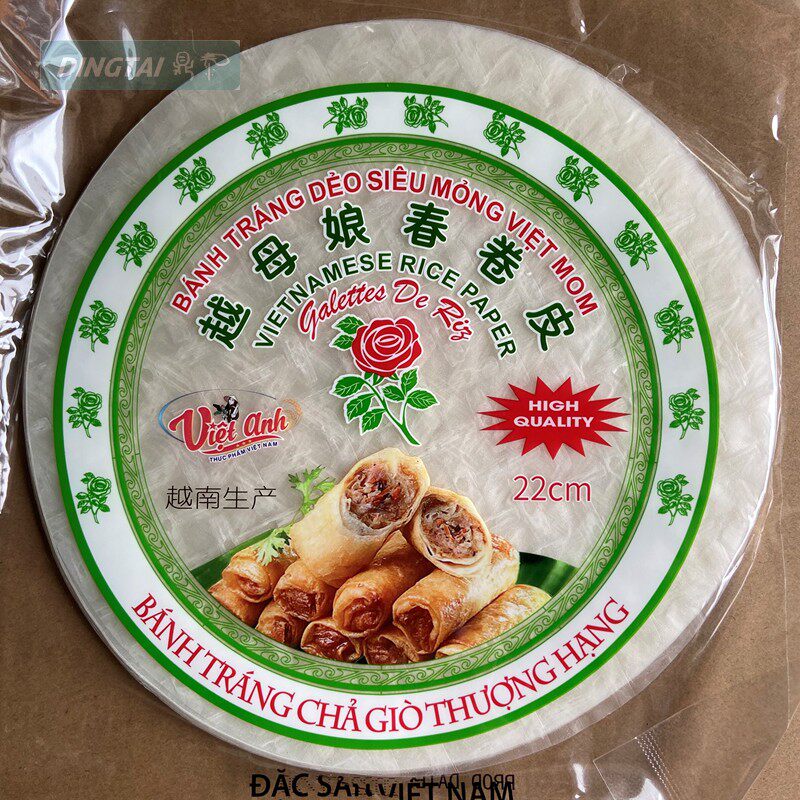 DINGTAI 鼎泰
BÁNH TRÁNG DẺO SIÊU MỎNG VIỆT MOM
越母娘春卷皮
VIETNAMESE RICE PAPER
Galettes De Riz
Việt Anh
THỰC PHẨM VIỆT NAM
HIGH
QUALITY
越南生产
22cm
BÁNH TRÁNG CHẢ GIÒ THƯỢNG HẠNG
ĐẶC SẢN VIỆT NAM